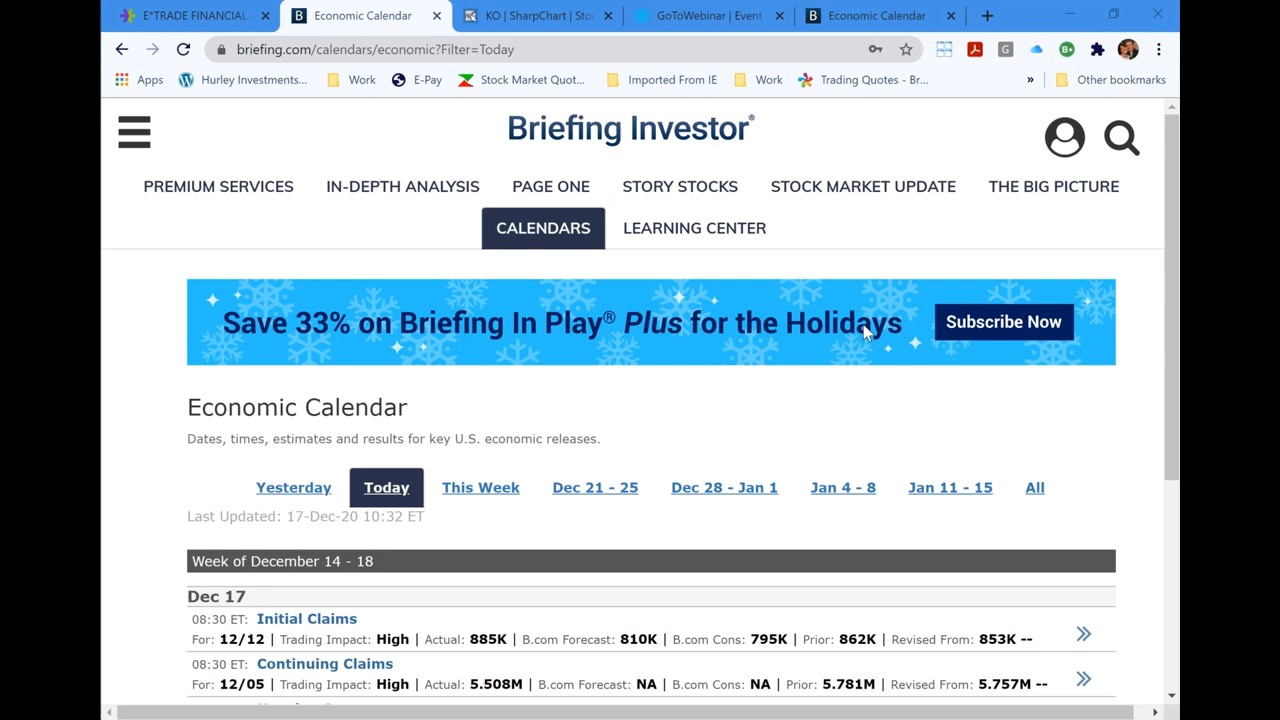 E*TRADE FINANCIAL
Economic Calendar
KO | SharpChart | Sto
GoToWebinar | Event
Economic Calendar
briefing.com/calendars/economic?Filter=Today
Apps
Hurley Investments...
Work
E-Pay
Stock Market Quot...
Imported From IE
Work
Trading Quotes - Br...
»
Other bookmarks
Briefing Investor®
PREMIUM SERVICES IN-DEPTH ANALYSIS PAGE ONE STORY STOCKS STOCK MARKET UPDATE THE BIG PICTURE
CALENDARS LEARNING CENTER
Save 33% on Briefing In Play® Plus for the Holidays Subscribe Now
Economic Calendar
Dates, times, estimates and results for key U.S. economic releases.
Yesterday Today This Week Dec 21 - 25 Dec 28 - Jan 1 Jan 4 - 8 Jan 11 - 15 All
Last Updated: 17-Dec-20 10:32 ET
Week of December 14 - 18
Dec 17
08:30 ET: Initial Claims
For: 12/12 | Trading Impact: High | Actual: 885K | B.com Forecast: 810K | B.com Cons: 795K | Prior: 862K | Revised From: 853K --
08:30 ET: Continuing Claims
For: 12/05 | Trading Impact: High | Actual: 5.508M | B.com Forecast: NA | B.com Cons: NA | Prior: 5.781M | Revised From: 5.757M --